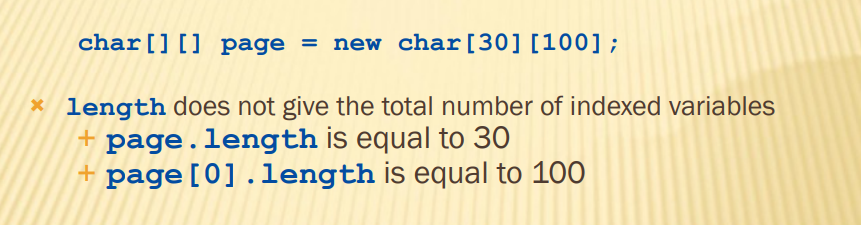 char[][] page = new char[30][100];
length does not give the total number of indexed variables
+ page.length is equal to 30
+ page[0].length is equal to 100